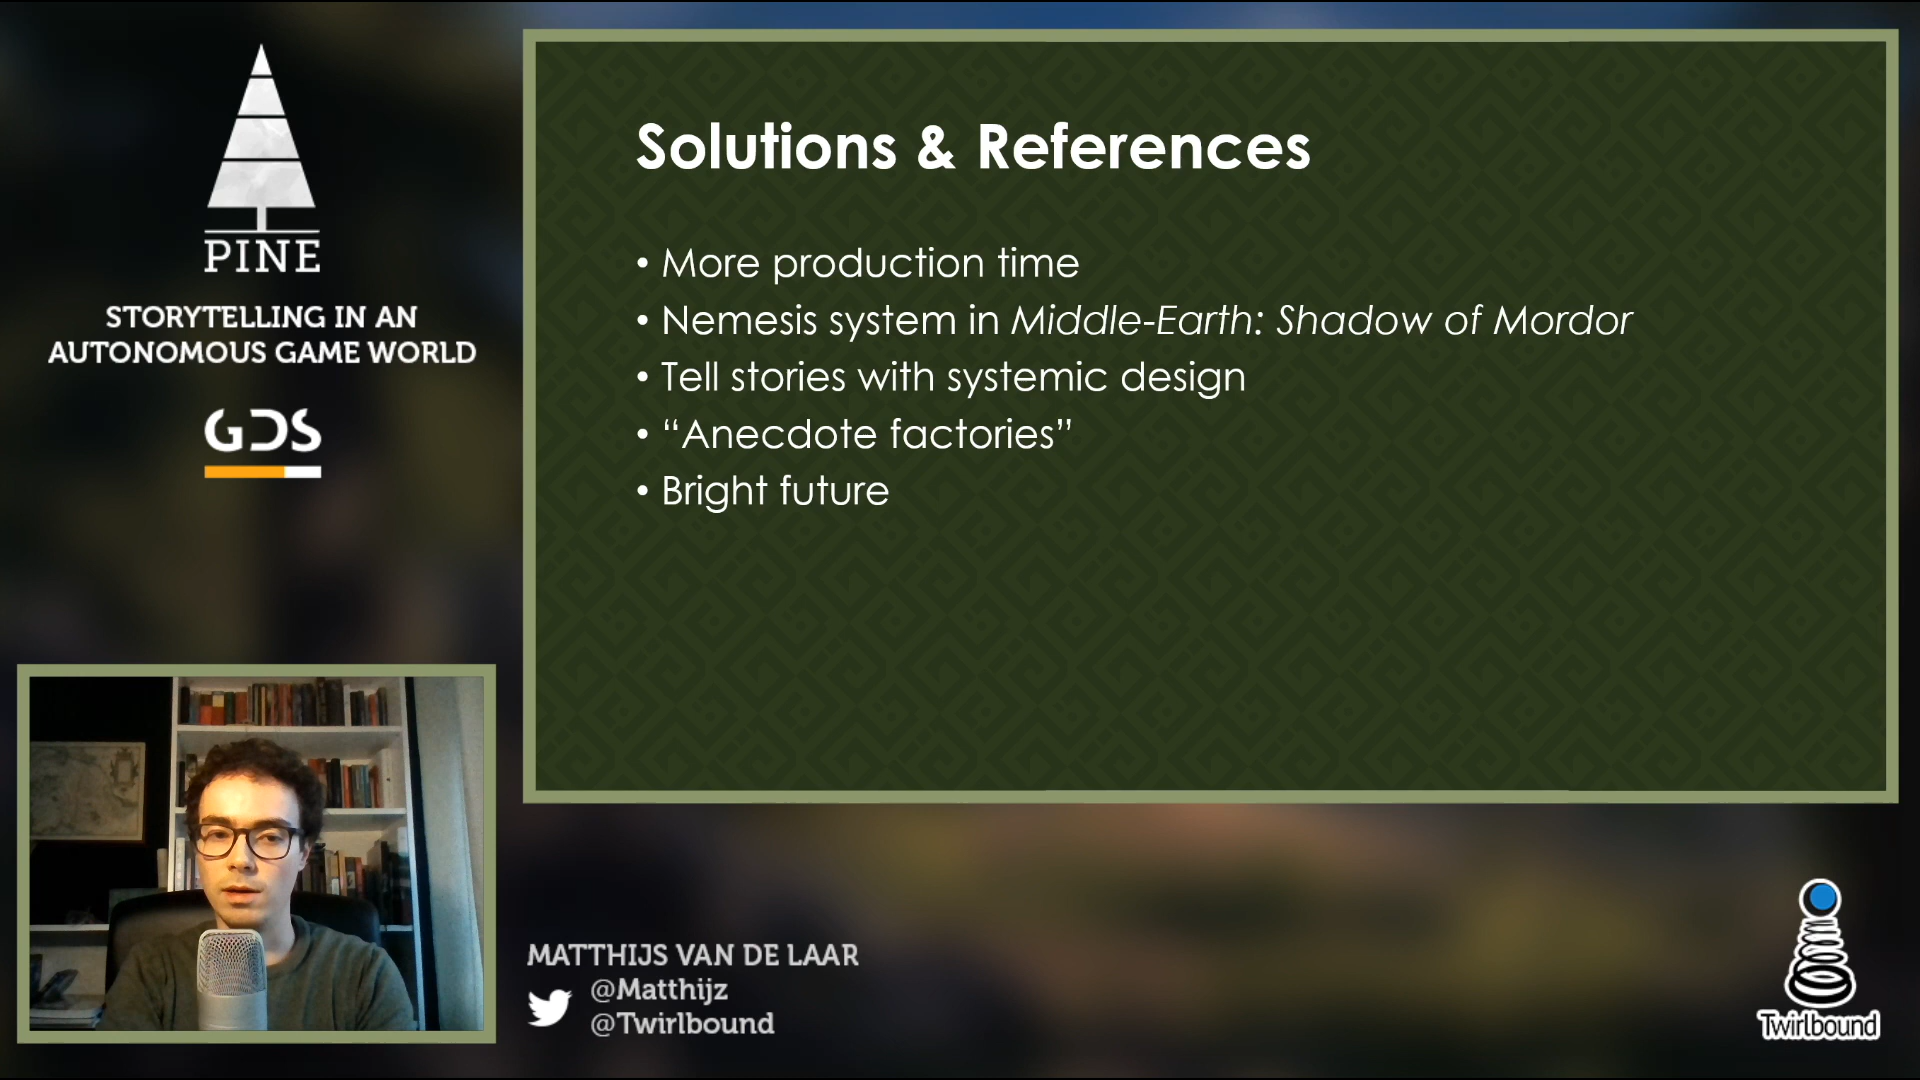 PINE
STORYTELLING IN AN
AUTONOMOUS GAME WORLD
GDS
Solutions & References
• More production time
• Nemesis system in Middle-Earth: Shadow of Mordor
• Tell stories with systemic design
• “Anecdote factories”
• Bright future
MATTHIJS VAN DE LAAR
@Matthijz
@Twirlbound
Twirlbound